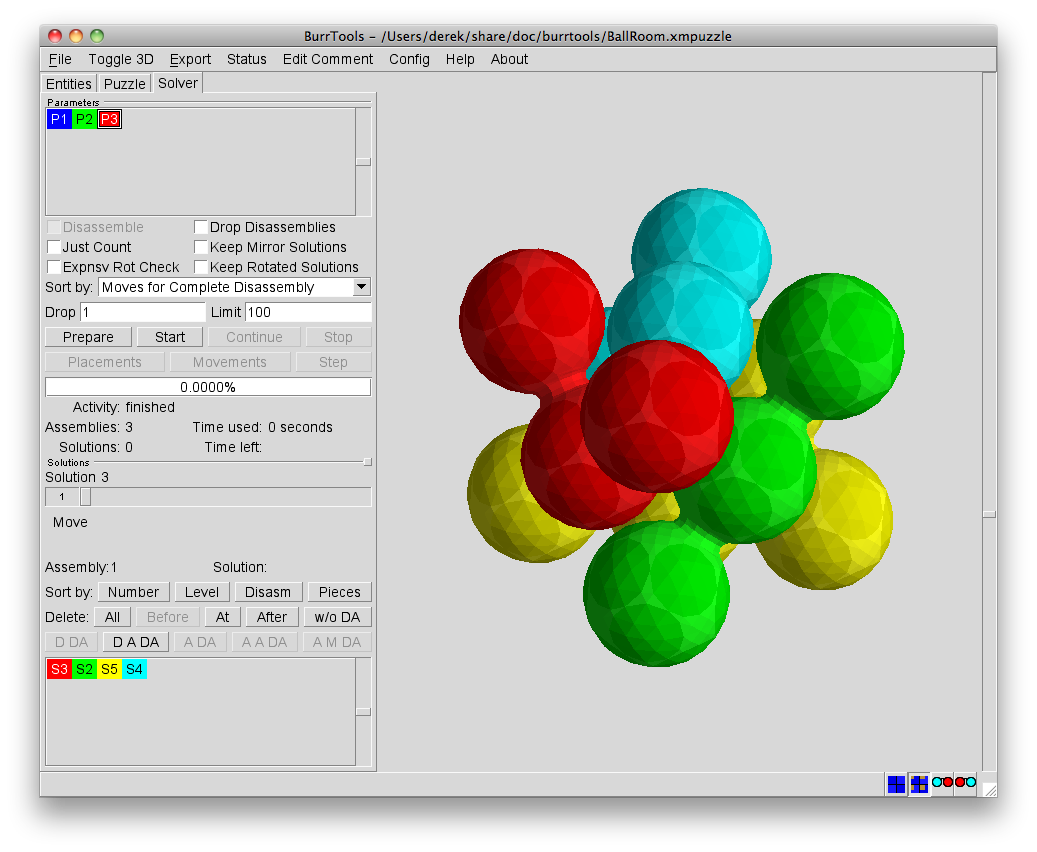 BurrTools – /Users/derek/share/doc/burrtools/BallRoom.xmpuzzle
File Toggle 3D Export Status Edit Comment Config Help About
Entities Puzzle Solver
Parameters
P1 P2 P3
Disassemble Drop Disassemblies
Just Count Keep Mirror Solutions
Expnsv Rot Check Keep Rotated Solutions
Sort by: Moves for Complete Disassembly
Drop 1 Limit 100
Prepare Start Continue Stop
Placements Movements Step
0.0000%
Activity: finished
Assemblies: 3 Time used: 0 seconds
Solutions: 0 Time left:
Solutions
Solution 3
1
Move
Assembly:1 Solution:
Sort by: Number Level Disasm Pieces
Delete: All Before At After w/o DA
D DA D A DA A DA A A DA A M DA
S3 S2 S5 S4